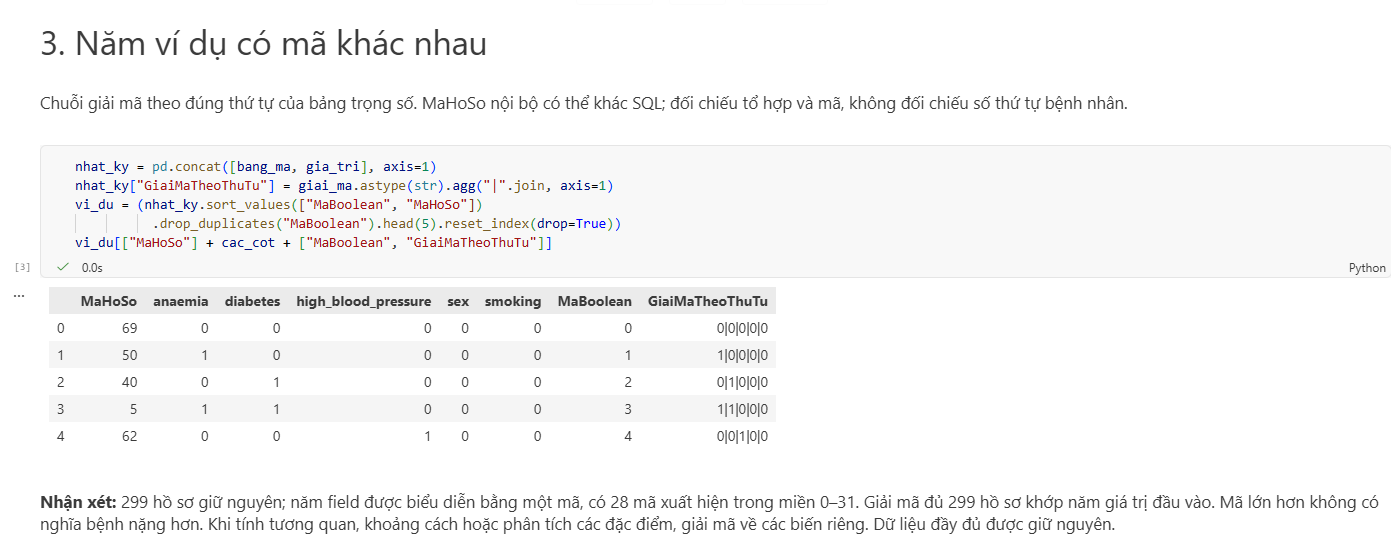 3. Năm ví dụ có mã khác nhau
Chuỗi giải mã theo đúng thứ tự của bảng trọng số. MaHoSo nội bộ có thể khác SQL; đối chiếu tổ hợp và mã, không đối chiếu số thứ tự bệnh nhân.
nhat_ky = pd.concat([bang_ma, gia_tri], axis=1)
nhat_ky["GiaiMaTheoThuTu"] = giai_ma.astype(str).agg("|".join, axis=1)
vi_du = (nhat_ky.sort_values(["MaBoolean", "MaHoSo"])
.drop_duplicates("MaBoolean").head(5).reset_index(drop=True))
vi_du[["MaHoSo"] + cac_cot + ["MaBoolean", "GiaiMaTheoThuTu"]]
[3] 0.0s Python
... MaHoSo anaemia diabetes high_blood_pressure sex smoking MaBoolean GiaiMaTheoThuTu
0 69 0 0 0 0 0 0 0|0|0|0|0
1 50 1 0 0 0 0 1 1|0|0|0|0
2 40 0 1 0 0 0 2 0|1|0|0|0
3 5 1 1 0 0 0 3 1|1|0|0|0
4 62 0 0 1 0 0 4 0|0|1|0|0
Nhận xét: 299 hồ sơ giữ nguyên; năm field được biểu diễn bằng một mã, có 28 mã xuất hiện trong miền 0–31. Giải mã đủ 299 hồ sơ khớp năm giá trị đầu vào. Mã lớn hơn không có
nghĩa bệnh nặng hơn. Khi tính tương quan, khoảng cách hoặc phân tích các đặc điểm, giải mã về các biến riêng. Dữ liệu đầy đủ được giữ nguyên.